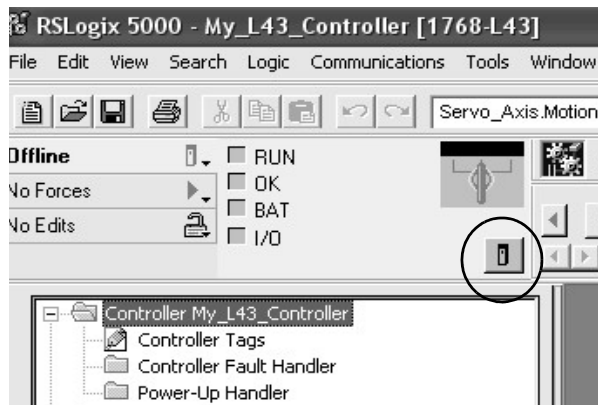 RSLogix 5000 - My_L43_Controller [1768-L43]
File Edit View Search Logic Communications Tools Window
Servo_Axis.Motion
Offline
RUN
No Forces
OK
No Edits
BAT
I/O
Controller My_L43_Controller
Controller Tags
Controller Fault Handler
Power-Up Handler